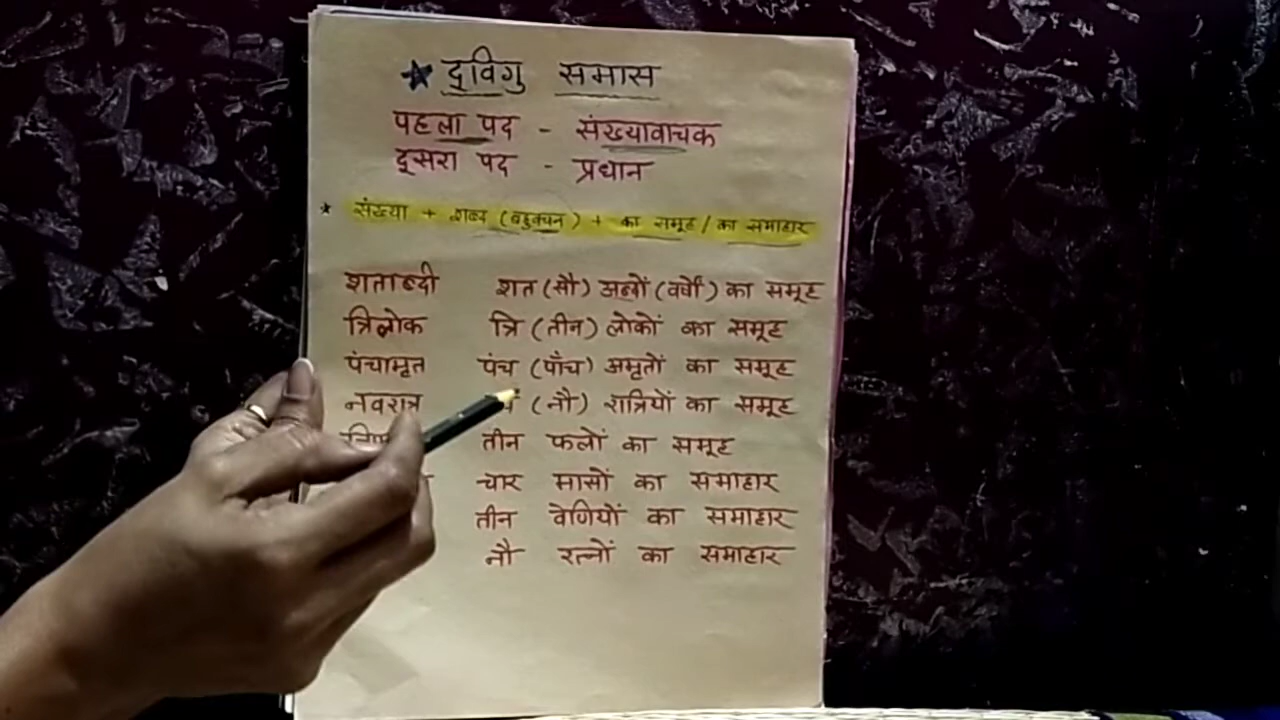 ★ द्विगु समास
पहला पद - संख्यावाचक
दूसरा पद - प्रधान
* संख्या + शब्द (बहुवचन) + का समूह / का समाहार
शताब्दी शत (सौ) अब्दों (वर्षों) का समूह
त्रिलोक त्रि (तीन) लोकों का समूह
पंचामृत पंच (पाँच) अमृतों का समूह
नवरात्र (नौ) रात्रियों का समूह
तीन फलों का समूह
चार मासों का समाहार
तीन वेणियों का समाहार
नौ रत्नों का समाहार